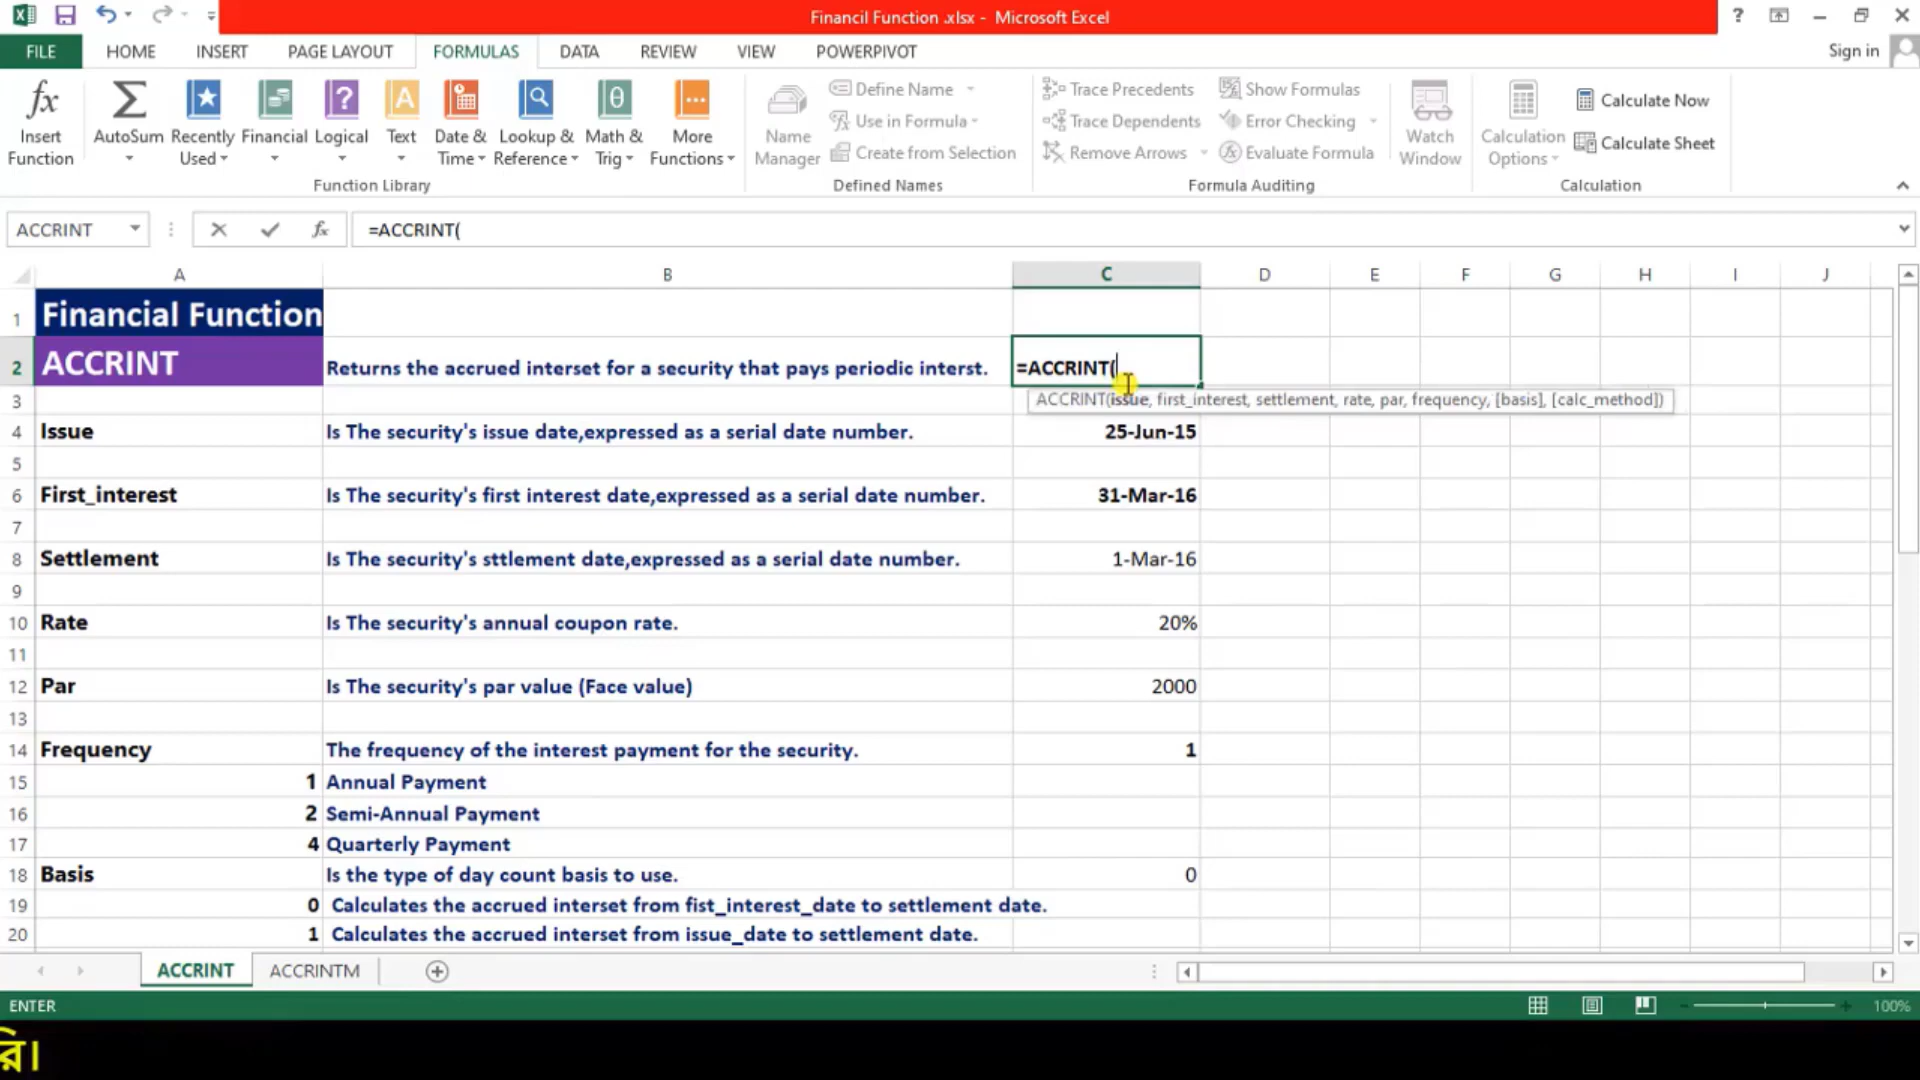 Financil Function .xlsx - Microsoft Excel
?
FILE HOME INSERT PAGE LAYOUT FORMULAS DATA REVIEW VIEW POWERPIVOT Sign in
fx Insert Function
AutoSum
Recently Used
Financial
Logical
Text
Date & Time
Lookup & Reference
Math & Trig
More Functions
Function Library
Name Manager
Define Name
Use in Formula
Create from Selection
Defined Names
Trace Precedents
Trace Dependents
Remove Arrows
Show Formulas
Error Checking
Evaluate Formula
Formula Auditing
Watch Window
Calculation Options
Calculate Now
Calculate Sheet
Calculation
ACCRINT fx =ACCRINT(
A B C D E F G H I J
1 Financial Function
2 ACCRINT Returns the accrued interset for a security that pays periodic interst. =ACCRINT(
ACCRINT(issue, first_interest, settlement, rate, par, frequency, [basis], [calc_method])
3
4 Issue Is The security's issue date,expressed as a serial date number. 25-Jun-15
5
6 First_interest Is The security's first interest date,expressed as a serial date number. 31-Mar-16
7
8 Settlement Is The security's sttlement date,expressed as a serial date number. 1-Mar-16
9
10 Rate Is The security's annual coupon rate. 20%
11
12 Par Is The security's par value (Face value) 2000
13
14 Frequency The frequency of the interest payment for the security. 1
15 1 Annual Payment
16 2 Semi-Annual Payment
17 4 Quarterly Payment
18 Basis Is the type of day count basis to use. 0
19 0 Calculates the accrued interset from fist_interest_date to settlement date.
20 1 Calculates the accrued interset from issue_date to settlement date.
ACCRINT ACCRINTM
ENTER 100%
রি।